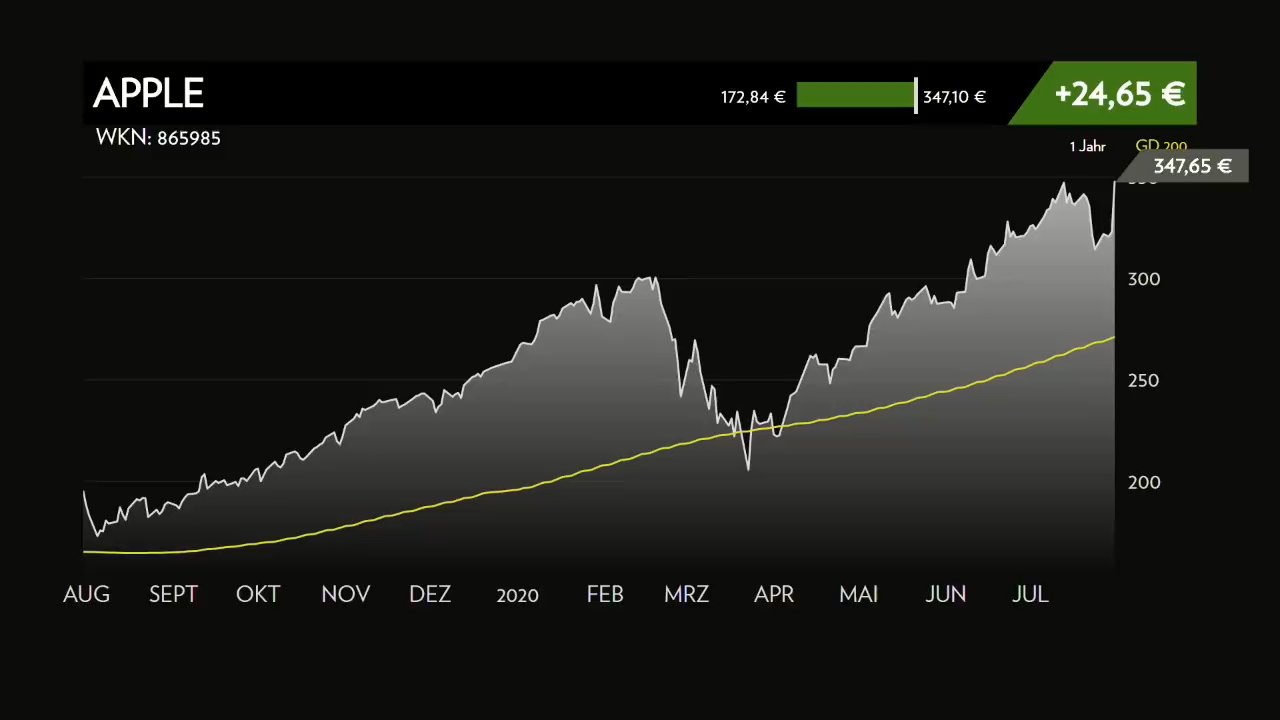 APPLE
172,84 €
347,10 €
+24,65 €
WKN: 865985
1 Jahr
GD 200
347,65 €
300
250
200
AUG SEPT OKT NOV DEZ 2020 FEB MRZ APR MAI JUN JUL